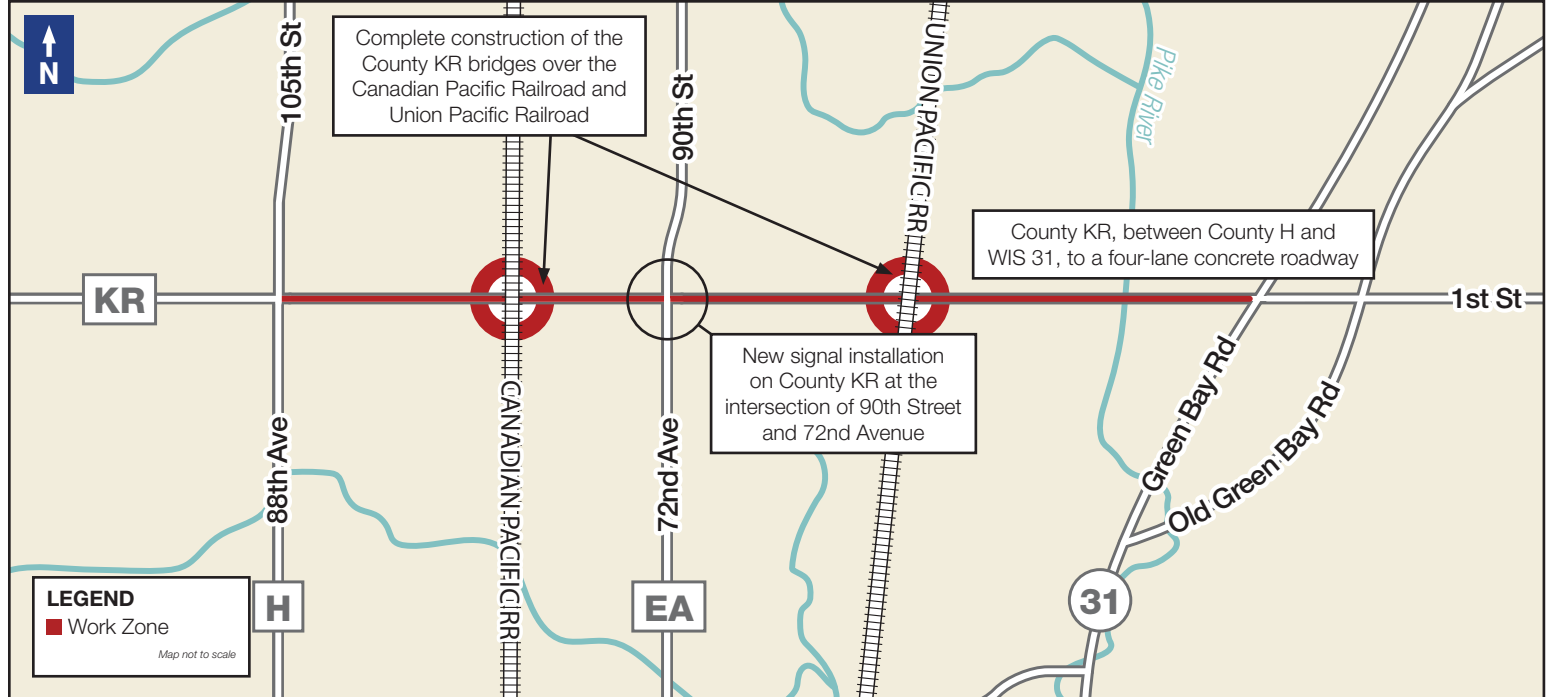 N
105th St
Complete construction of the
County KR bridges over the
Canadian Pacific Railroad and
Union Pacific Railroad
90th St
UNION PACIFIC RR
Pike River
County KR, between County H and
WIS 31, to a four-lane concrete roadway
KR
1st St
New signal installation
on County KR at the
intersection of 90th Street
and 72nd Avenue
88th Ave
CANADIAN PACIFIC RR
72nd Ave
Green Bay Rd
Old Green Bay Rd
LEGEND
Work Zone
Map not to scale
H
EA
31